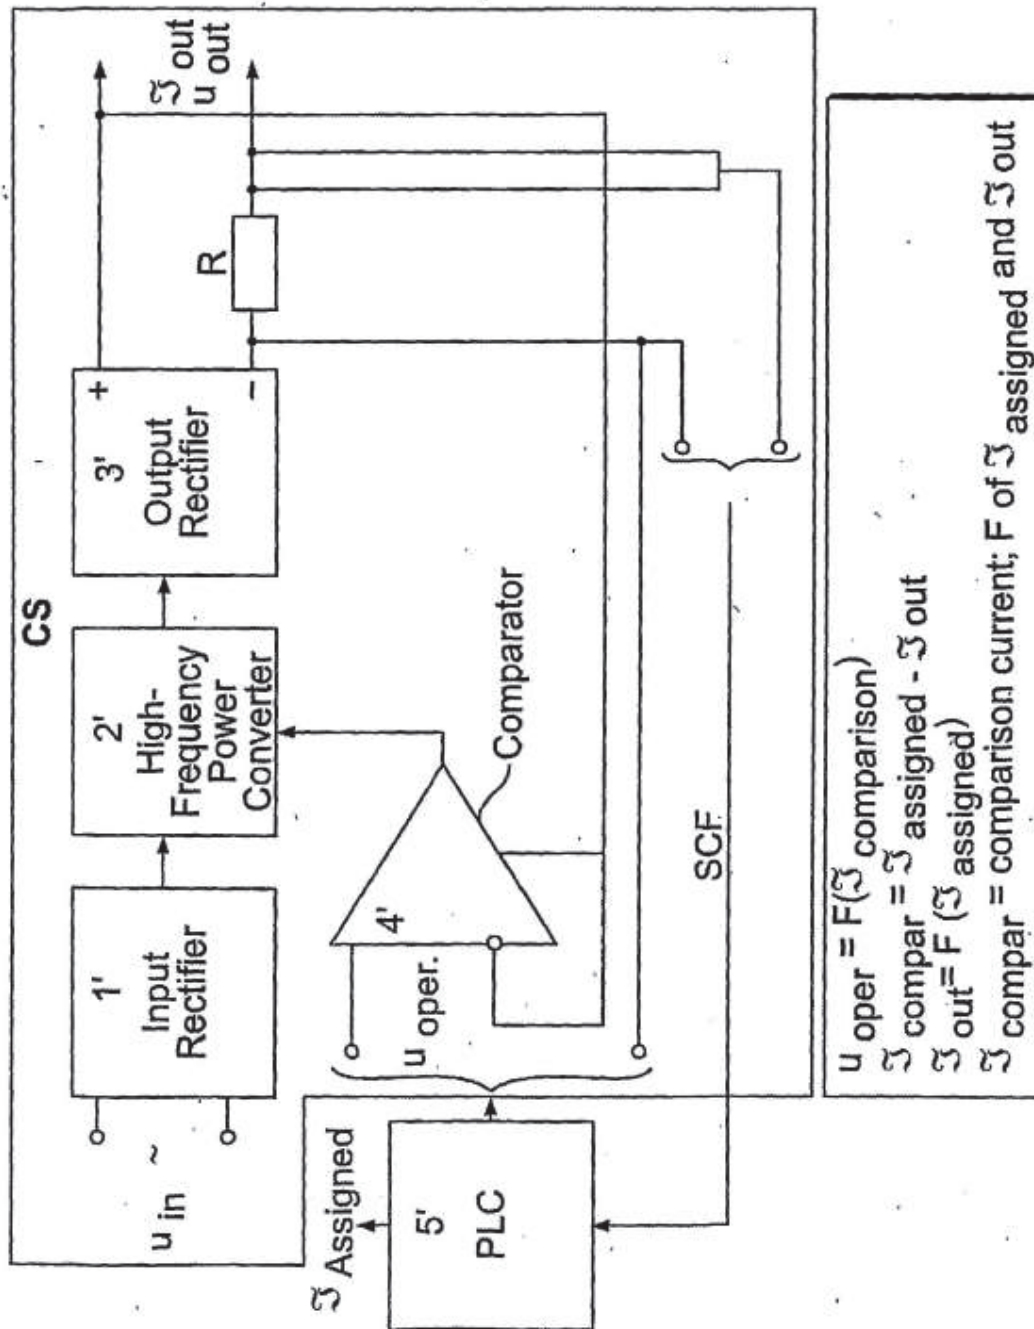 CS
u in ~
1'
Input
Rectifier
2'
High-
Frequency
Power
Converter
3'
Output
Rectifier
+
−
R
ℑ out
u out
4'
u oper.
Comparator
ℑ Assigned
5'
PLC
SCF
u oper = F(ℑ comparison)
ℑ compar = ℑ assigned - ℑ out
ℑ out = F (ℑ assigned)
ℑ compar = comparison current; F of ℑ assigned and ℑ out